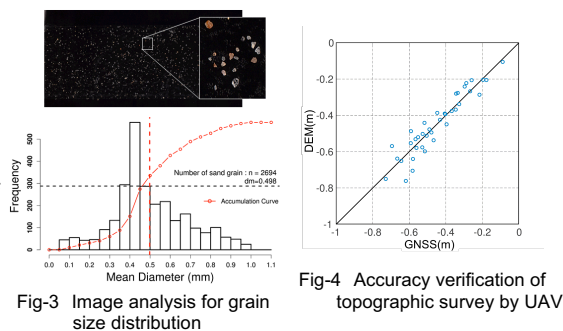 Number of sand grain : n = 2694
dm=0.498
Accumulation Curve
Frequency
0 100 200 300 400 500
0.0 0.1 0.2 0.3 0.4 0.5 0.6 0.7 0.8 0.9 1.0 1.1
Mean Diameter (mm)
Fig-3 Image analysis for grain
size distribution
0
-0.2
-0.4
-0.6
-0.8
-1
DEM(m)
-1 -0.8 -0.6 -0.4 -0.2 0
GNSS(m)
Fig-4 Accuracy verification of
topographic survey by UAV